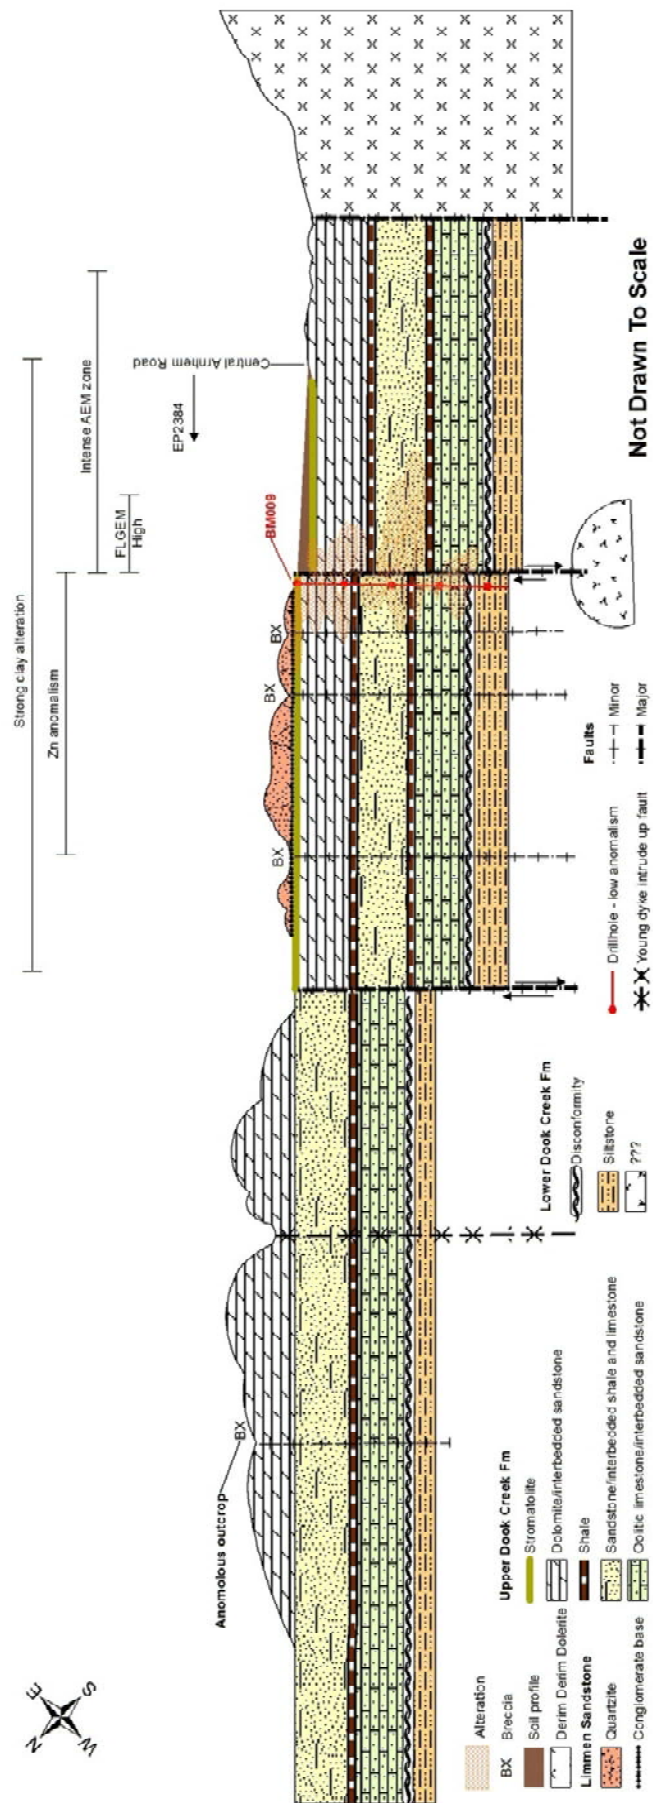 Strong clay alteration
Zn anomalism
Intense AEM zone
FLGEM
High
EP2384
Central Arnhem Road
BM009
BX
BX
BX
BX
Anomolous outcrop
N
E
S
W
Not Drawn To Scale
Alteration
BX Breccia
Soil profile
Derim Derim Dolerite
Limmen Sandstone
Quartzite
Conglomerate base
Upper Dook Creek Fm
Stromatolite
Dolomite/interbedded sandstone
Shale
Sandstone/interbedded shale and limestone
Oolitic limestone/interbedded sandstone
Lower Dook Creek Fm
Disconformity
Siltstone
???
Drillhole - low anomalism
Young dyke intrude up fault
Faults
Minor
Major